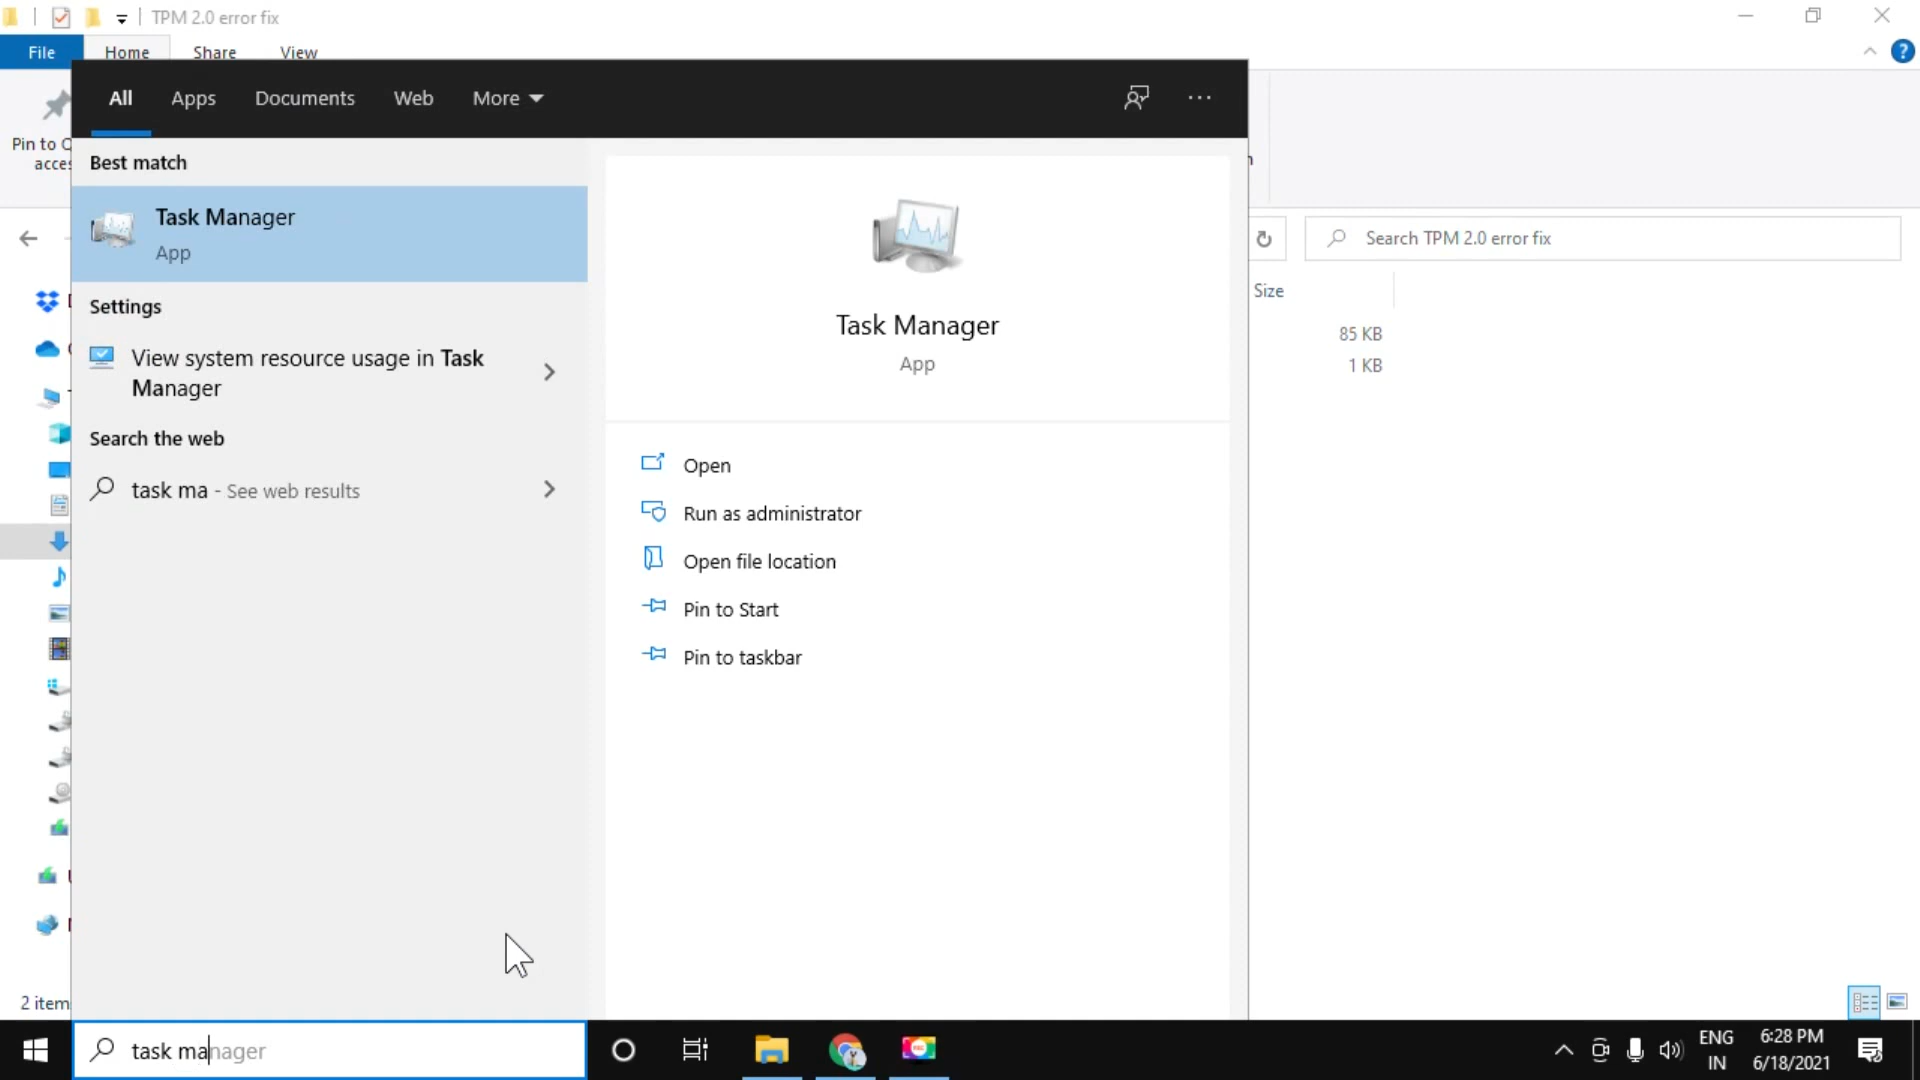 TPM 2.0 error fix
File
Home
Share
View
?
All
Apps
Documents
Web
More
Pin to Q
acces
Best match
Task Manager
App
Settings
View system resource usage in Task
Manager
Search the web
task ma - See web results
Task Manager
App
Open
Run as administrator
Open file location
Pin to Start
Pin to taskbar
Search TPM 2.0 error fix
Size
85 KB
1 KB
2 item
task manager
ENG
IN
6:28 PM
6/18/2021